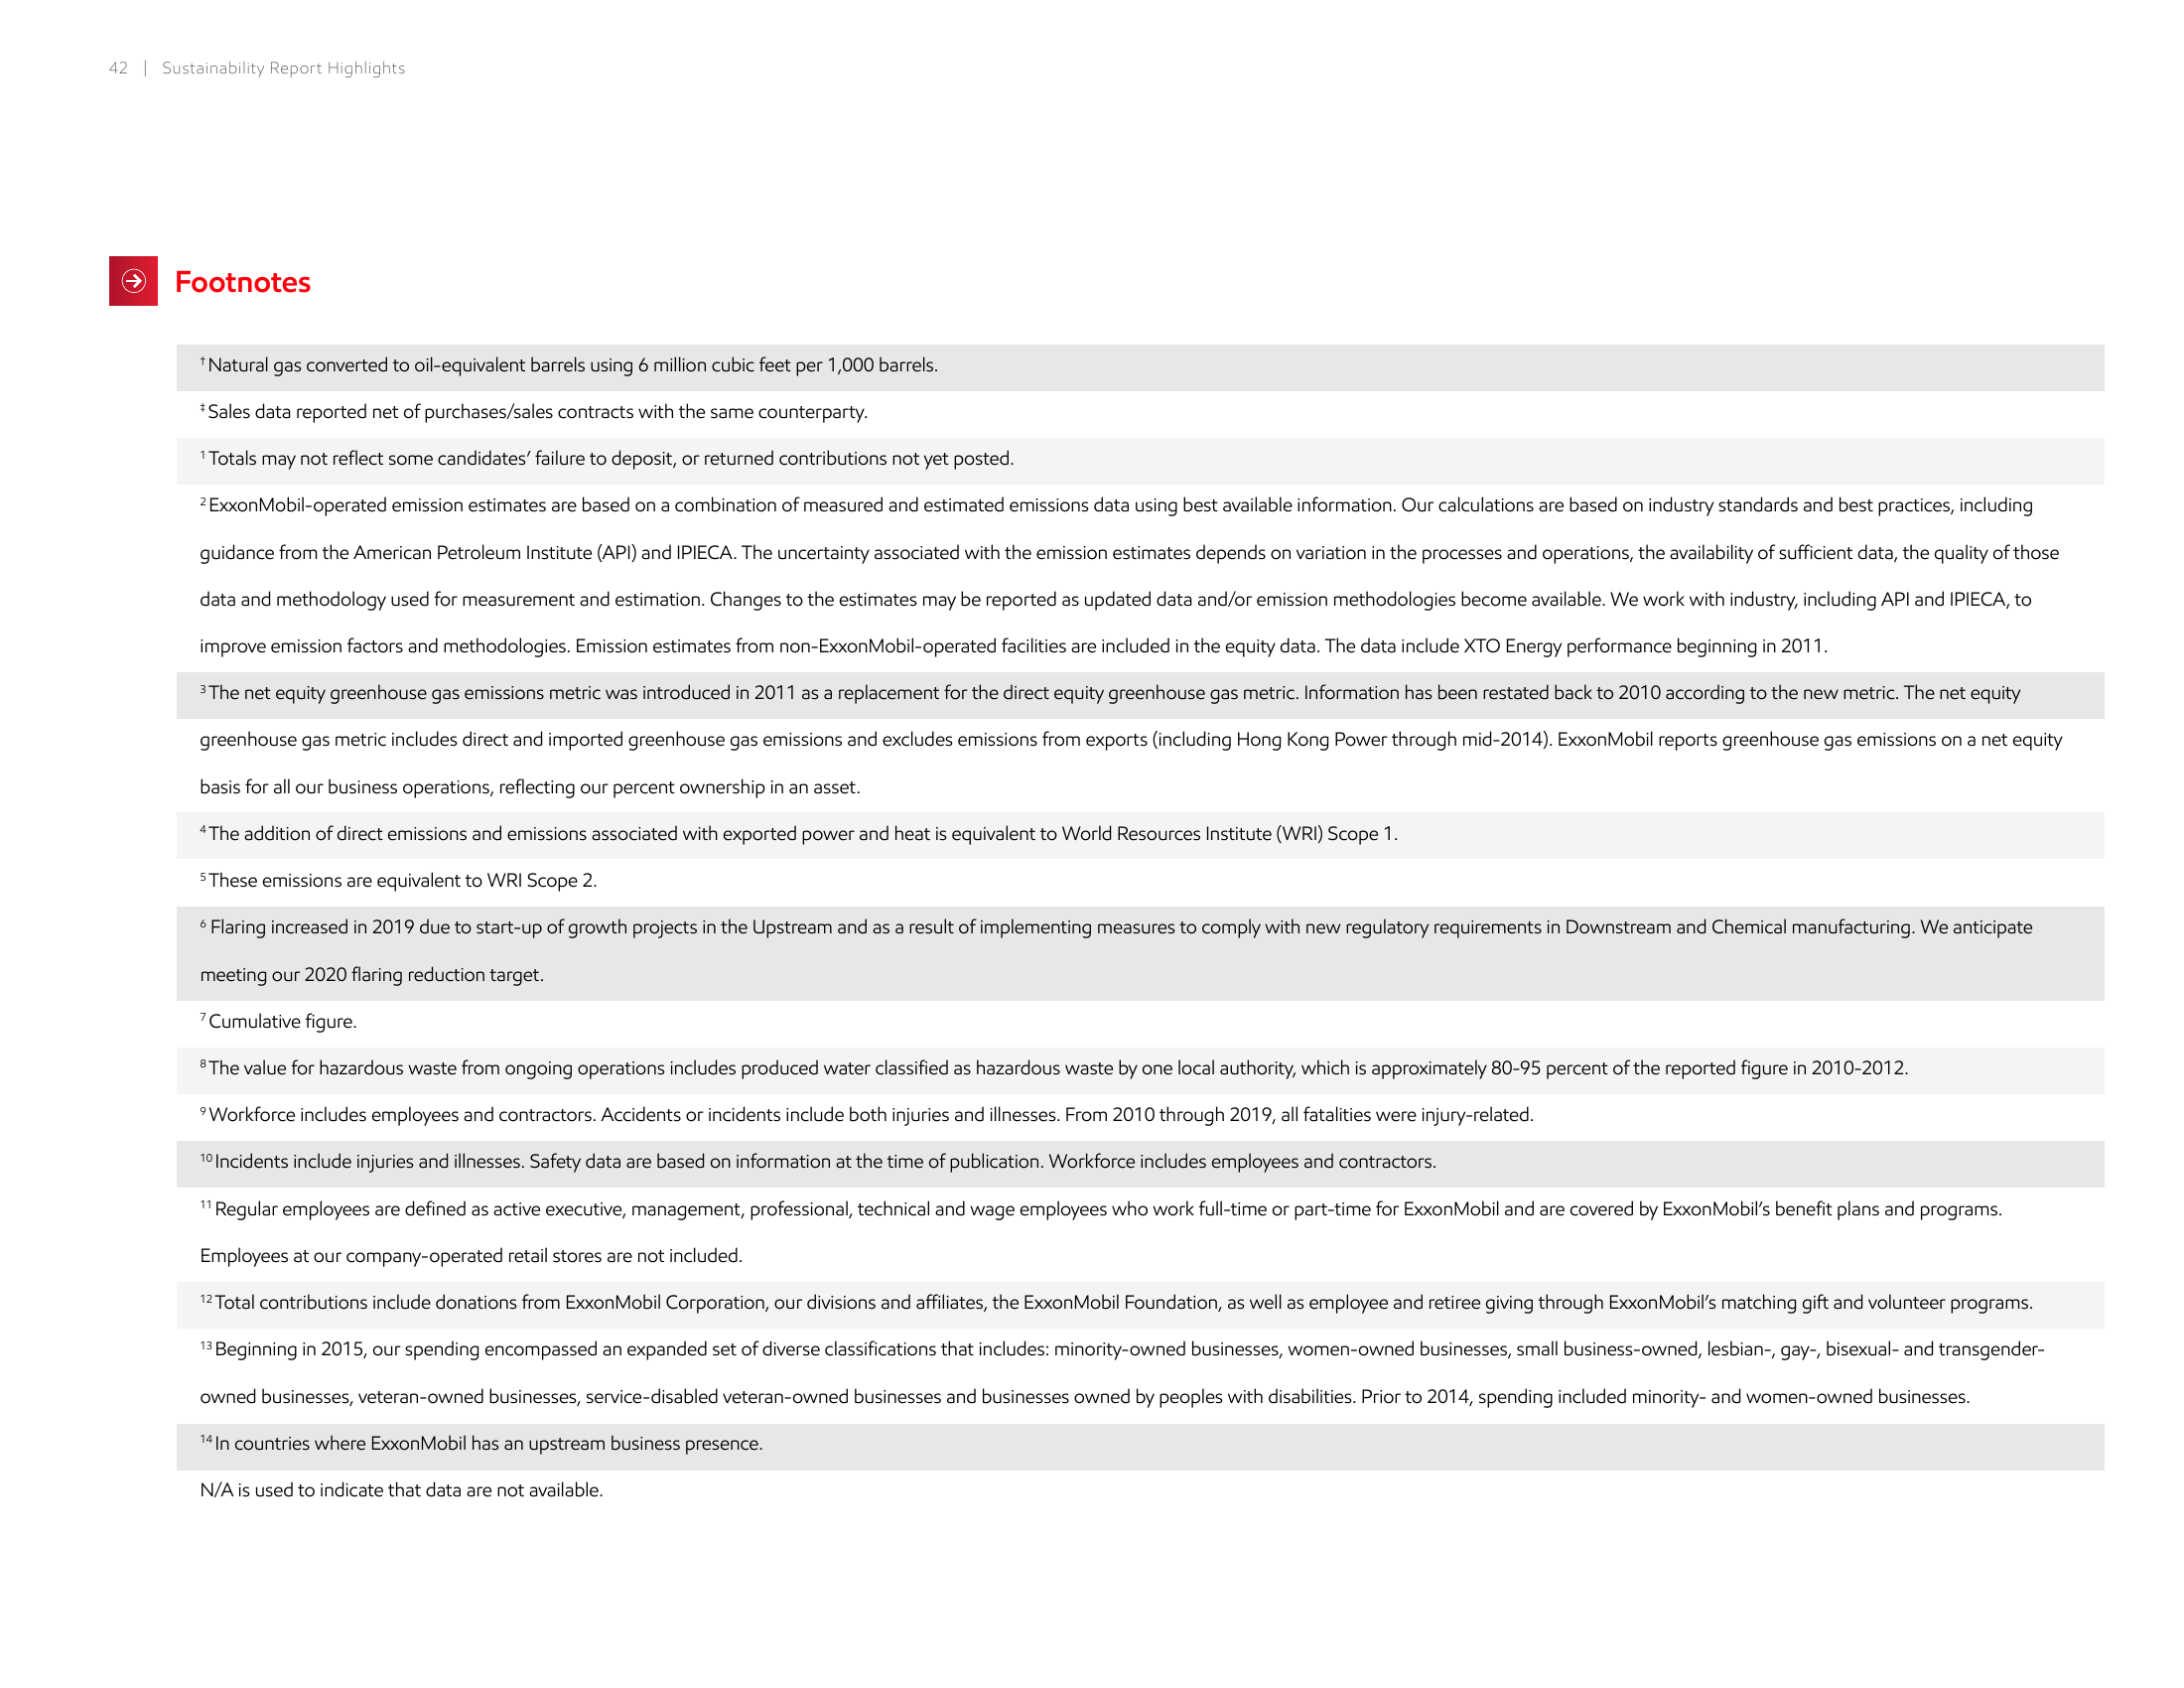 42 | Sustainability Report Highlights
Footnotes
† Natural gas converted to oil-equivalent barrels using 6 million cubic feet per 1,000 barrels.
‡ Sales data reported net of purchases/sales contracts with the same counterparty.
1 Totals may not reflect some candidates’ failure to deposit, or returned contributions not yet posted.
2 ExxonMobil-operated emission estimates are based on a combination of measured and estimated emissions data using best available information. Our calculations are based on industry standards and best practices, including
guidance from the American Petroleum Institute (API) and IPIECA. The uncertainty associated with the emission estimates depends on variation in the processes and operations, the availability of sufficient data, the quality of those
data and methodology used for measurement and estimation. Changes to the estimates may be reported as updated data and/or emission methodologies become available. We work with industry, including API and IPIECA, to
improve emission factors and methodologies. Emission estimates from non-ExxonMobil-operated facilities are included in the equity data. The data include XTO Energy performance beginning in 2011.
3 The net equity greenhouse gas emissions metric was introduced in 2011 as a replacement for the direct equity greenhouse gas metric. Information has been restated back to 2010 according to the new metric. The net equity
greenhouse gas metric includes direct and imported greenhouse gas emissions and excludes emissions from exports (including Hong Kong Power through mid-2014). ExxonMobil reports greenhouse gas emissions on a net equity
basis for all our business operations, reflecting our percent ownership in an asset.
4 The addition of direct emissions and emissions associated with exported power and heat is equivalent to World Resources Institute (WRI) Scope 1.
5 These emissions are equivalent to WRI Scope 2.
6 Flaring increased in 2019 due to start-up of growth projects in the Upstream and as a result of implementing measures to comply with new regulatory requirements in Downstream and Chemical manufacturing. We anticipate
meeting our 2020 flaring reduction target.
7 Cumulative figure.
8 The value for hazardous waste from ongoing operations includes produced water classified as hazardous waste by one local authority, which is approximately 80-95 percent of the reported figure in 2010-2012.
9 Workforce includes employees and contractors. Accidents or incidents include both injuries and illnesses. From 2010 through 2019, all fatalities were injury-related.
10 Incidents include injuries and illnesses. Safety data are based on information at the time of publication. Workforce includes employees and contractors.
11 Regular employees are defined as active executive, management, professional, technical and wage employees who work full-time or part-time for ExxonMobil and are covered by ExxonMobil’s benefit plans and programs.
Employees at our company-operated retail stores are not included.
12 Total contributions include donations from ExxonMobil Corporation, our divisions and affiliates, the ExxonMobil Foundation, as well as employee and retiree giving through ExxonMobil’s matching gift and volunteer programs.
13 Beginning in 2015, our spending encompassed an expanded set of diverse classifications that includes: minority-owned businesses, women-owned businesses, small business-owned, lesbian-, gay-, bisexual- and transgender-
owned businesses, veteran-owned businesses, service-disabled veteran-owned businesses and businesses owned by peoples with disabilities. Prior to 2014, spending included minority- and women-owned businesses.
14 In countries where ExxonMobil has an upstream business presence.
N/A is used to indicate that data are not available.